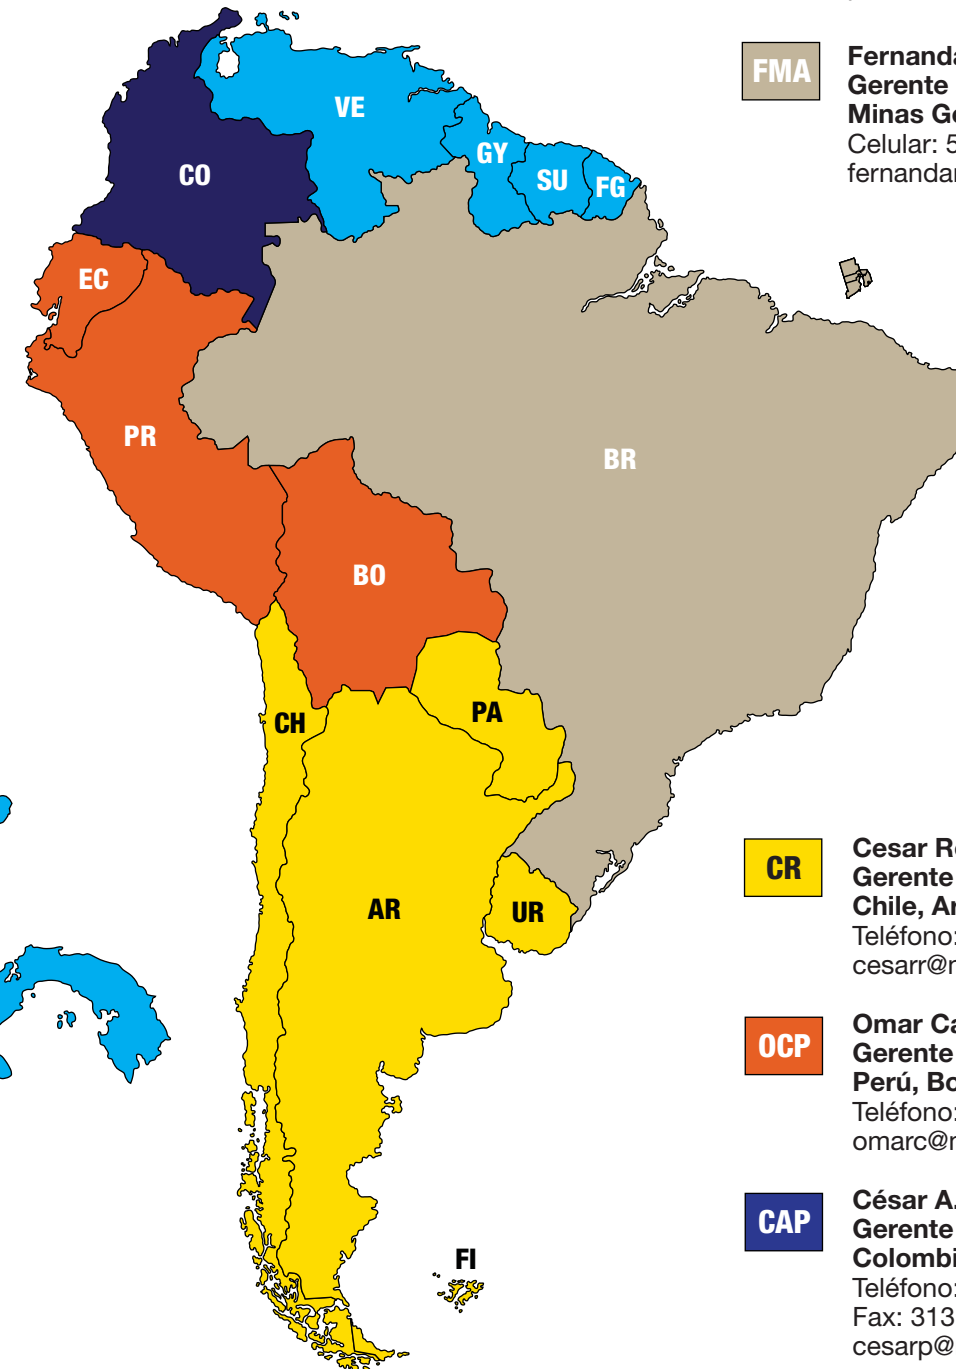 VE
GY
SU
FG
CO
EC
PR
BR
BO
CH
PA
AR
UR
FI
FMA
Fernanda
Gerente
Minas Ge
Celular: 5
fernandar
CR
Cesar R
Gerente
Chile, Ar
Teléfono:
cesarr@
OCP
Omar Ca
Gerente
Perú, Bo
Teléfono:
omarc@
CAP
César A.
Gerente
Colombi
Teléfono:
Fax: 313
cesarp@